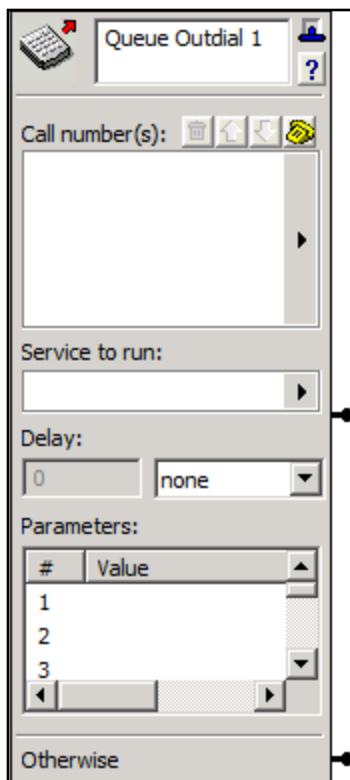 Queue Outdial 1
?
Call number(s):
Service to run:
Delay:
0 none
Parameters:
# Value
1
2
3
Otherwise